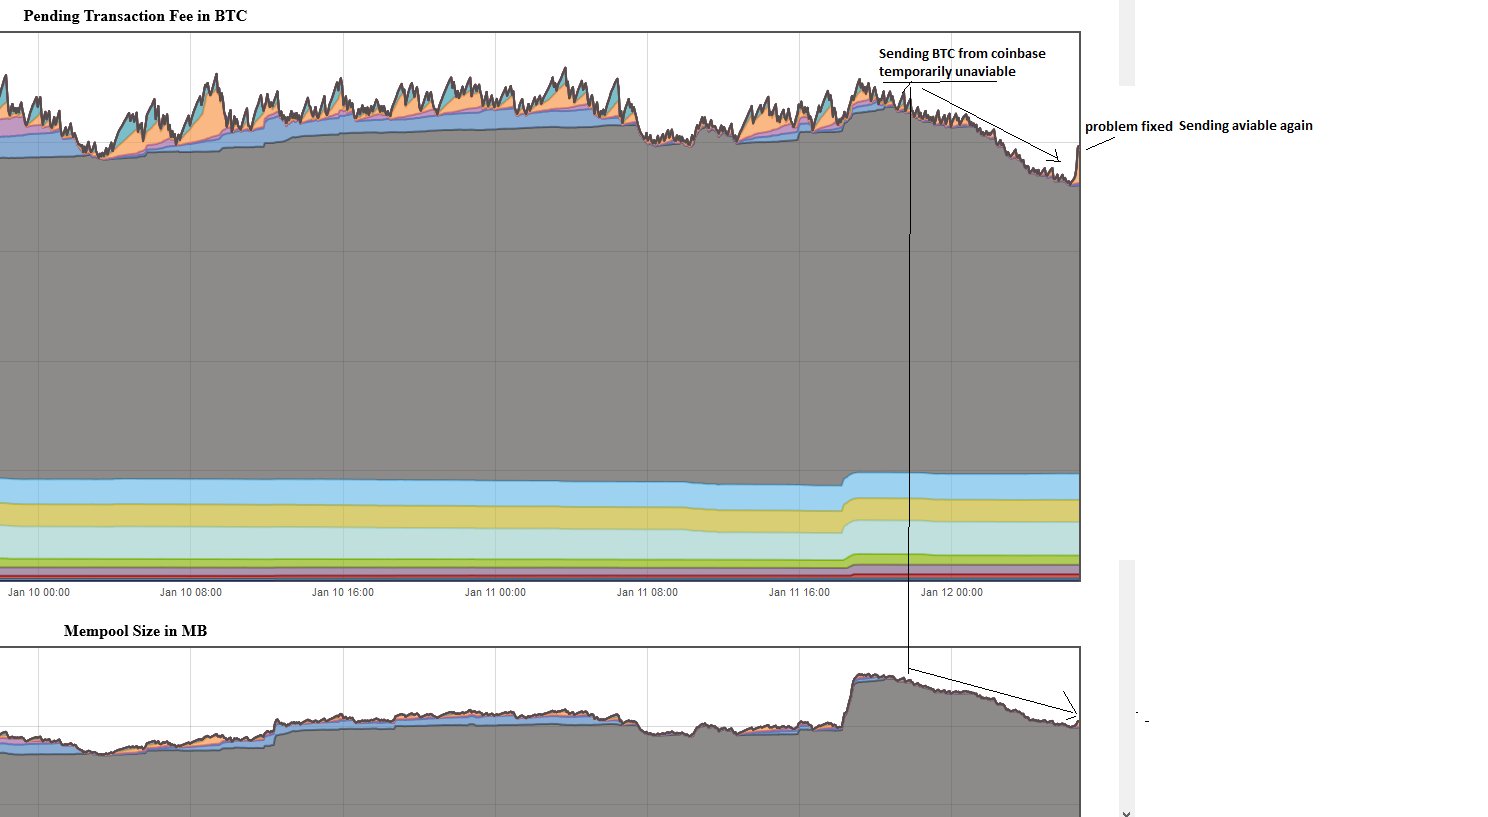 Pending Transaction Fee in BTC
Sending BTC from coinbase
temporarily unaviable
problem fixed Sending aviable again
Jan 10 00:00 Jan 10 08:00 Jan 10 16:00 Jan 11 00:00 Jan 11 08:00 Jan 11 16:00 Jan 12 00:00
Mempool Size in MB